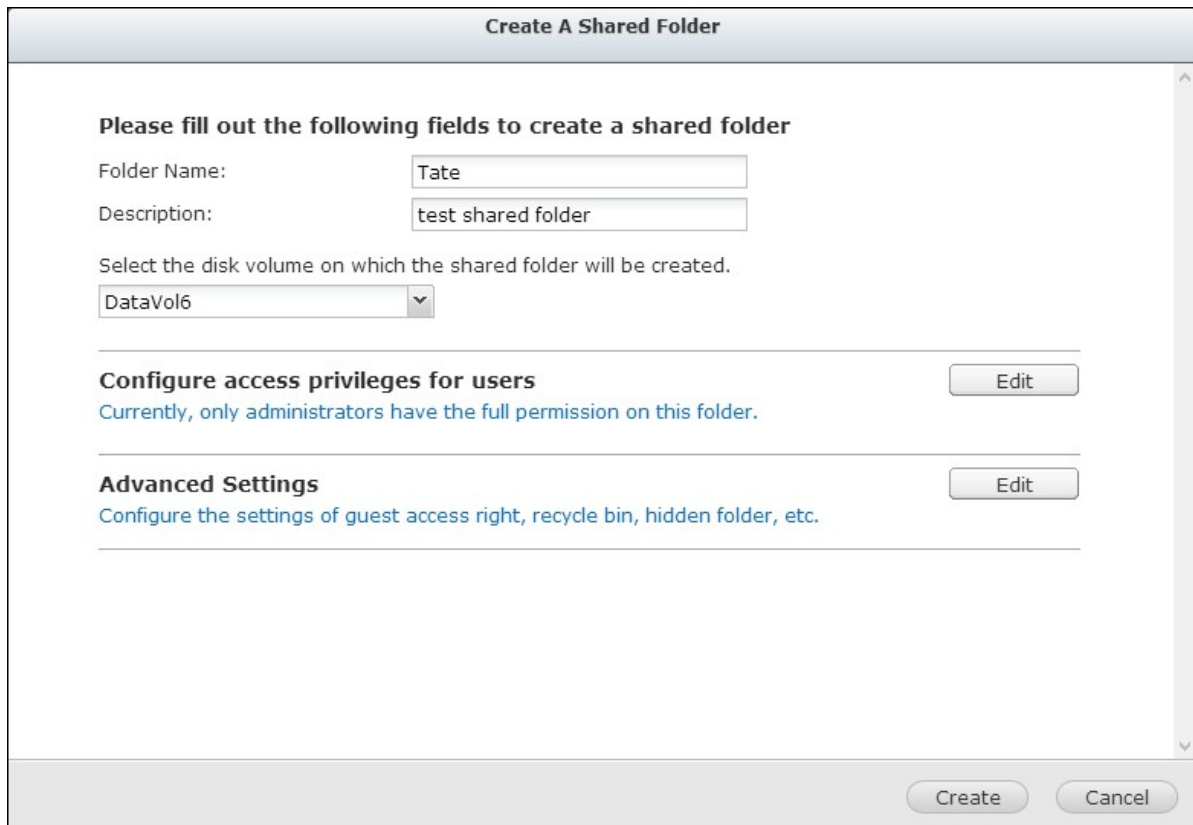 Create A Shared Folder
Please fill out the following fields to create a shared folder
Folder Name: Tate
Description: test shared folder
Select the disk volume on which the shared folder will be created.
DataVol6
Configure access privileges for users Edit
Currently, only administrators have the full permission on this folder.
Advanced Settings Edit
Configure the settings of guest access right, recycle bin, hidden folder, etc.
Create Cancel